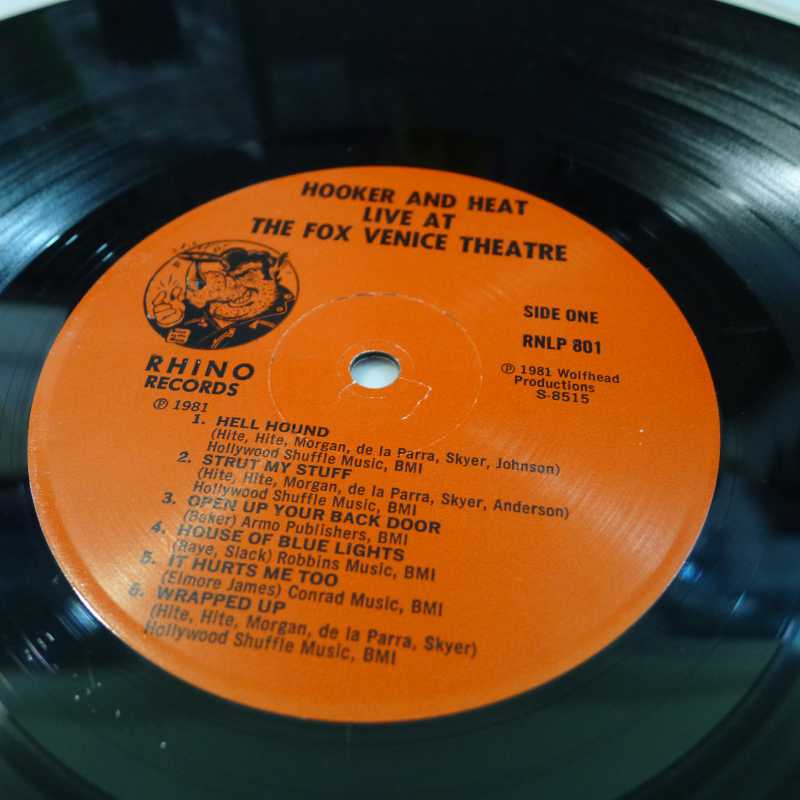 HOOKER AND HEAT
LIVE AT
THE FOX VENICE THEATRE
SIDE ONE
RNLP 801
RHINO
RECORDS
℗ 1981
℗ 1981 Wolfhead
Productions
S-8515
1. HELL HOUND
(Hite, Hite, Morgan, de la Parra, Skyer, Johnson)
Hollywood Shuffle Music, BMI
2. STRUT MY STUFF
(Hite, Hite, Morgan, de la Parra, Skyer, Anderson)
Hollywood Shuffle Music, BMI
3. OPEN UP YOUR BACK DOOR
(Baker) Armo Publishers, BMI
4. HOUSE OF BLUE LIGHTS
(Raye, Slack) Robbins Music, BMI
5. IT HURTS ME TOO
(Elmore James) Conrad Music, BMI
6. WRAPPED UP
(Hite, Hite, Morgan, de la Parra, Skyer)
Hollywood Shuffle Music, BMI